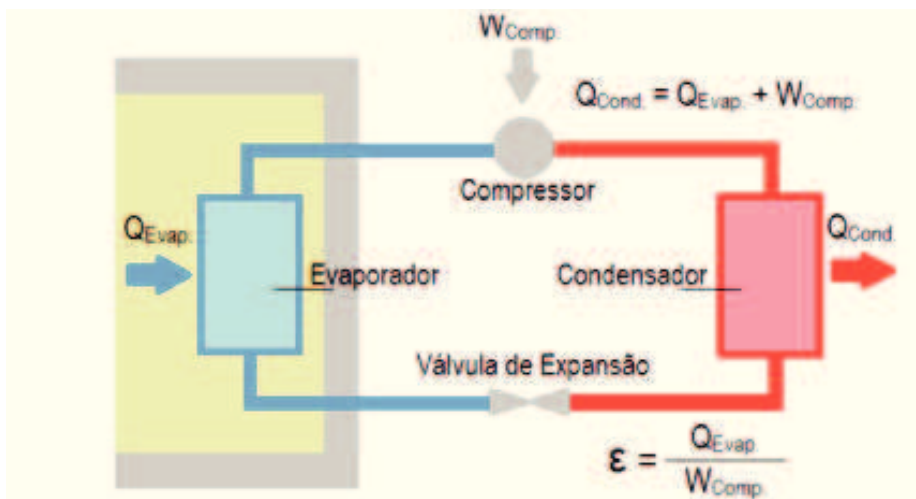 WComp.
QCond. = QEvap. + WComp.
Compressor
QEvap.
QCond.
Evaporador
Condensador
Válvula de Expansão
ε = QEvap.
WComp.